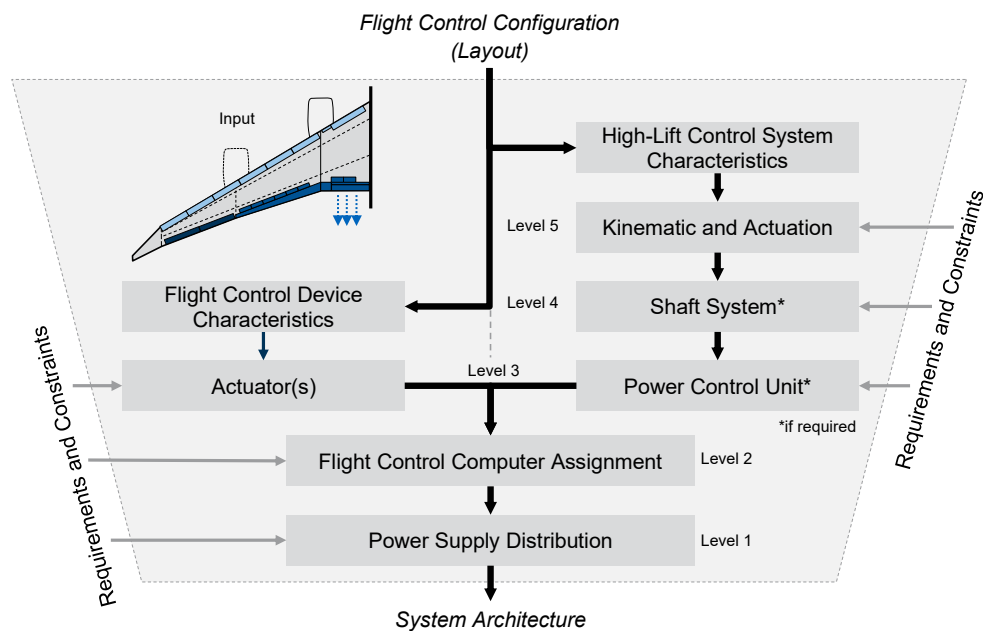 Flight Control Configuration
(Layout)
Input
High-Lift Control System
Characteristics
Level 5
Kinematic and Actuation
Flight Control Device
Characteristics
Level 4
Shaft System*
Level 3
Actuator(s)
Power Control Unit*
*if required
Flight Control Computer Assignment
Level 2
Power Supply Distribution
Level 1
Requirements and Constraints
Requirements and Constraints
System Architecture